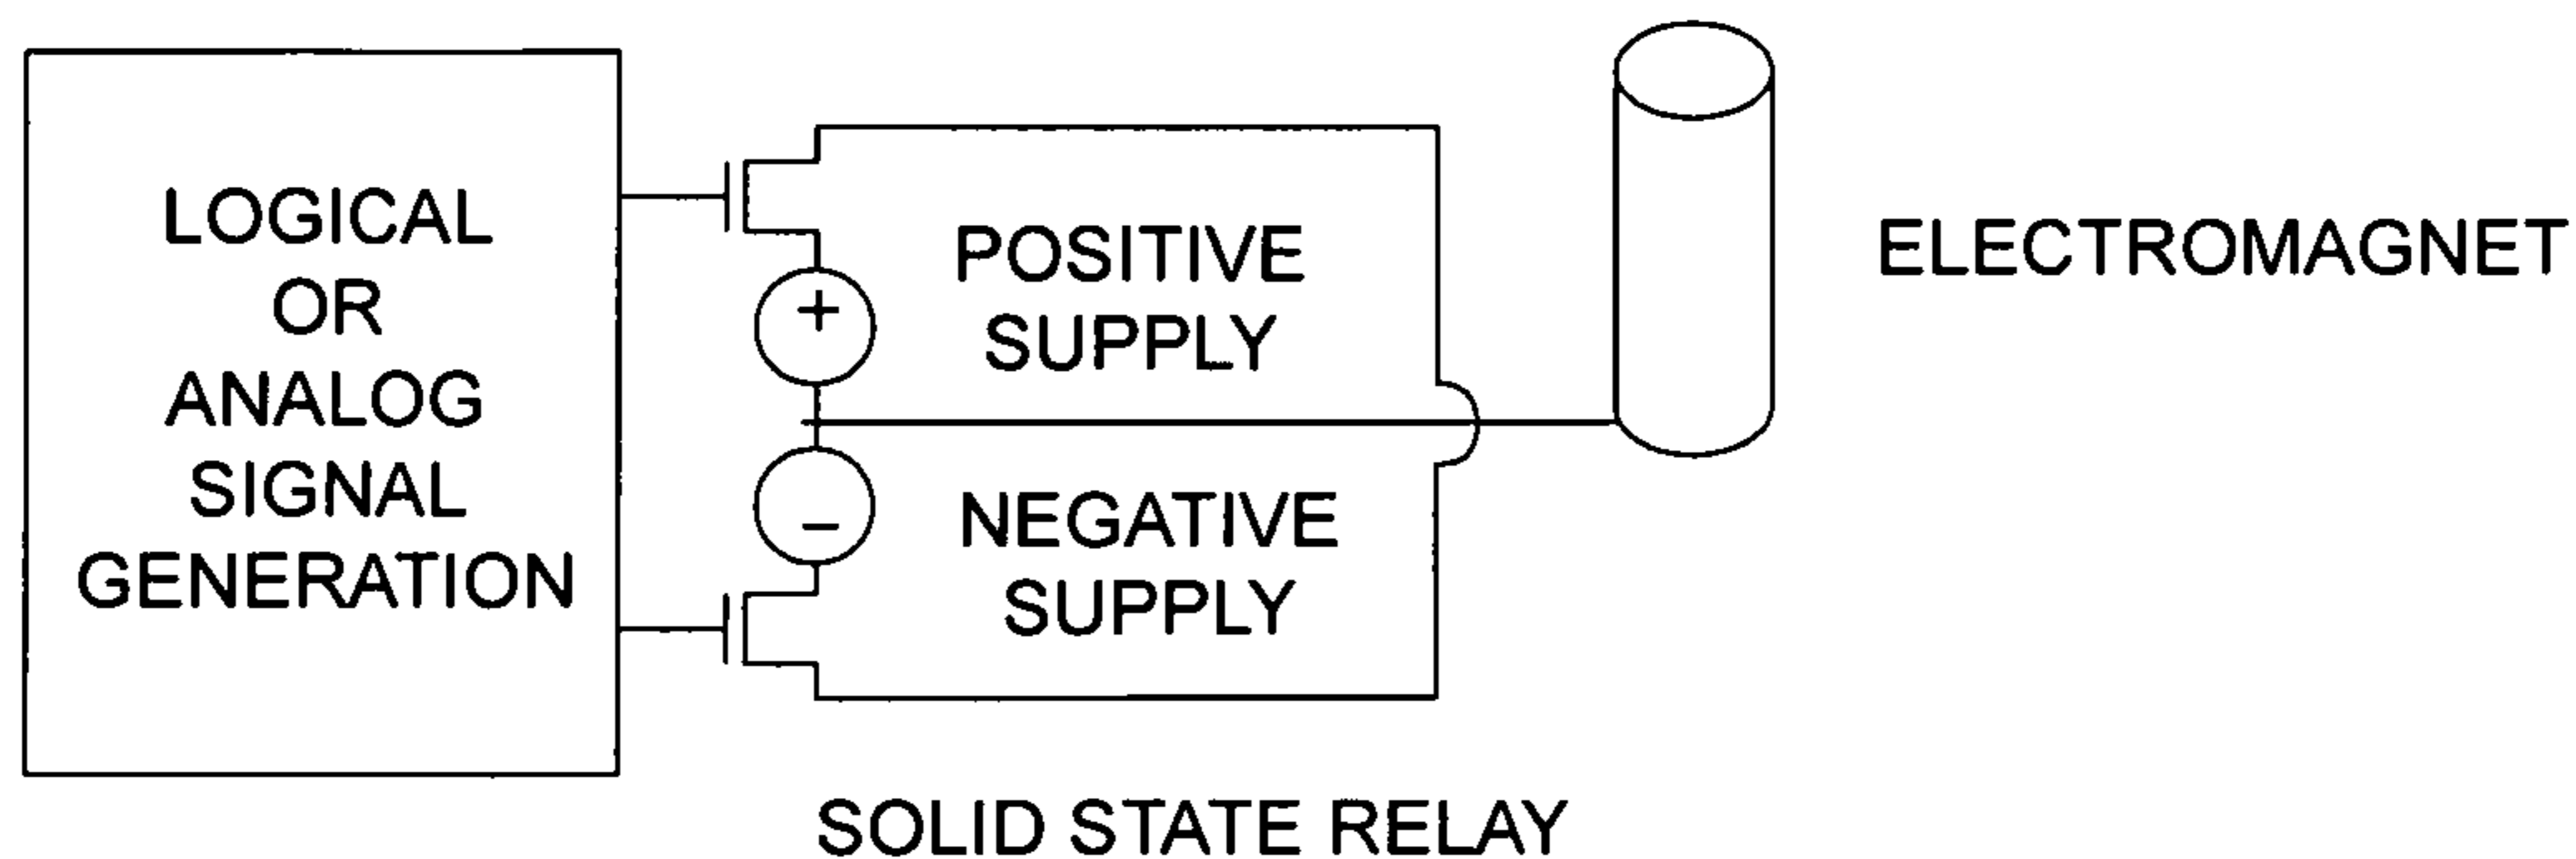 LOGICAL
OR
ANALOG
SIGNAL
GENERATION
+
POSITIVE
SUPPLY
−
NEGATIVE
SUPPLY
ELECTROMAGNET
SOLID STATE RELAY